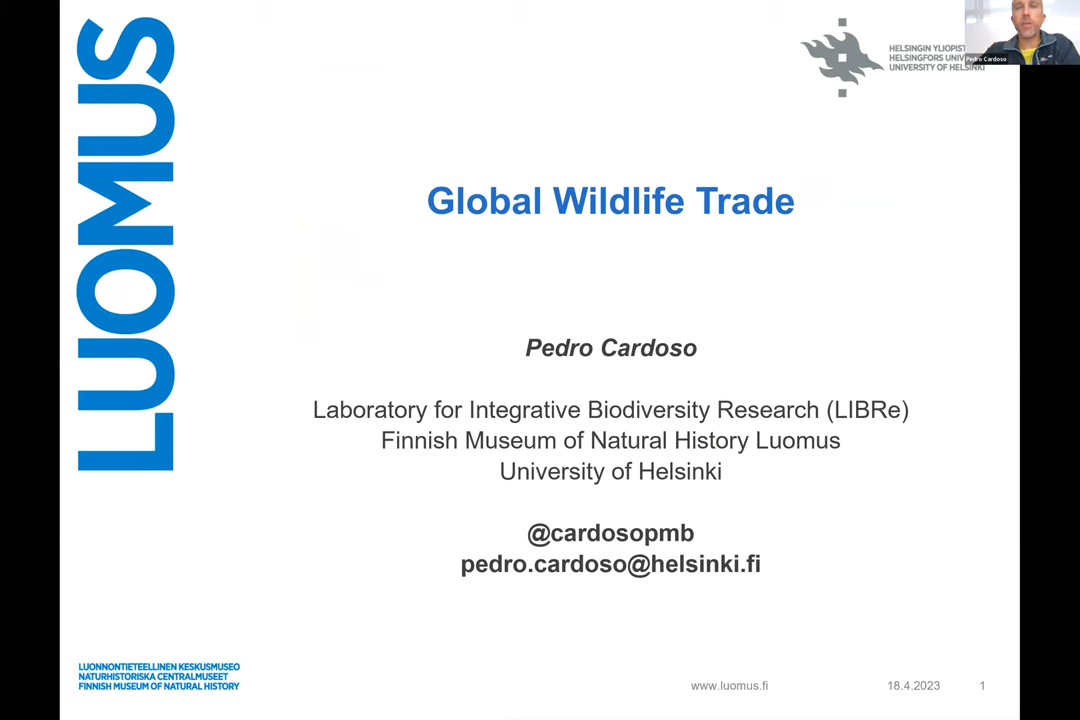 LUOMUS
HELSINGIN YLIOPIST
HELSINGFORS UNIV
UNIVERSITY OF HELSINKI
Pedro Cardoso
Global Wildlife Trade
Pedro Cardoso
Laboratory for Integrative Biodiversity Research (LIBRe)
Finnish Museum of Natural History Luomus
University of Helsinki
@cardosopmb
pedro.cardoso@helsinki.fi
LUONNONTIETEELLINEN KESKUSMUSEO
NATURHISTORISKA CENTRALMUSEET
FINNISH MUSEUM OF NATURAL HISTORY
www.luomus.fi
18.4.2023
1